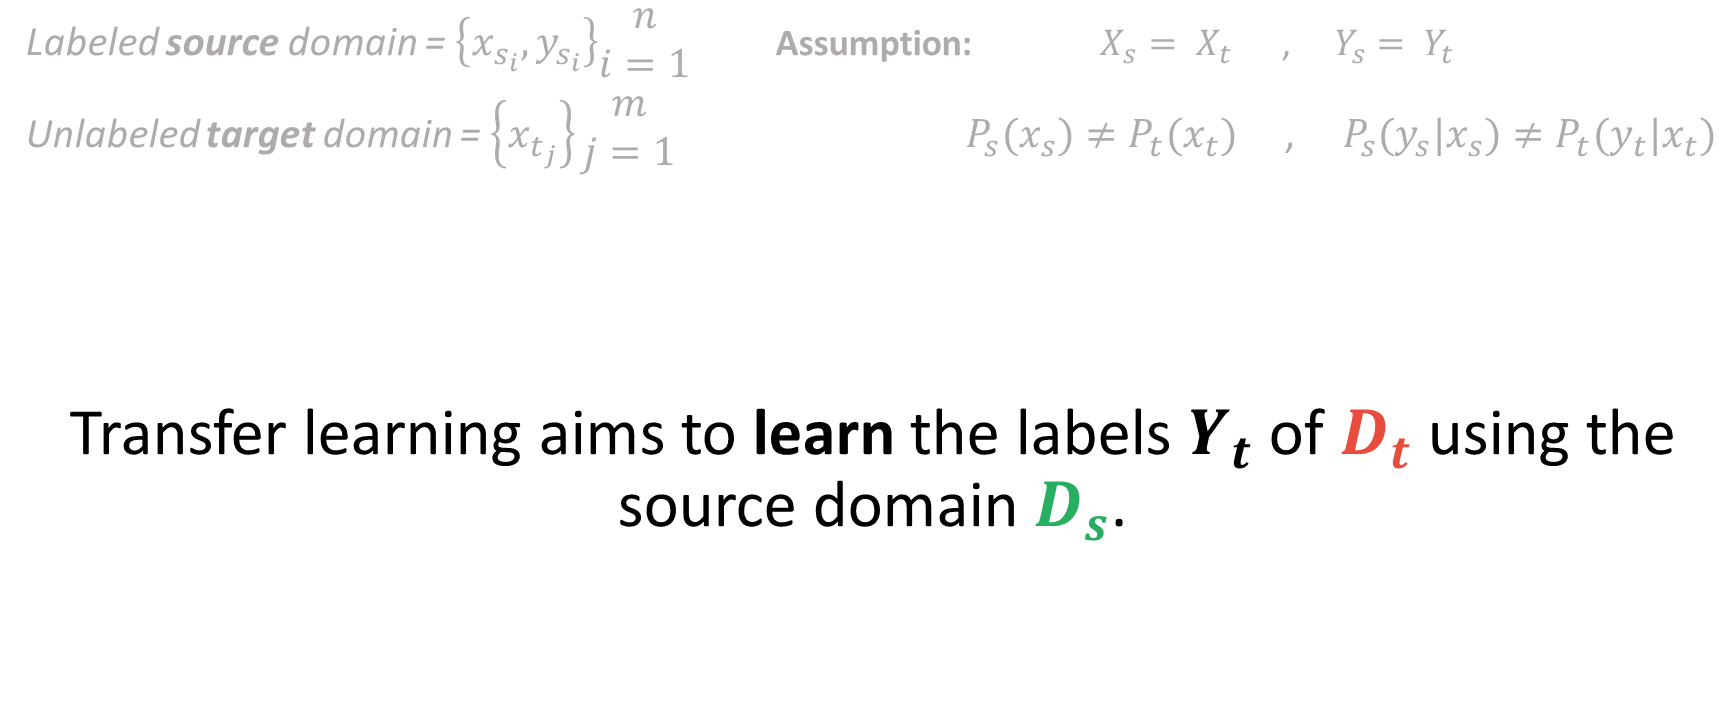 Labeled source domain = {x_{s_i}, y_{s_i}}_{i = 1}^{n}
Assumption: X_s = X_t , Y_s = Y_t
Unlabeled target domain = {x_{t_j}}_{j = 1}^{m}
P_s(x_s) ≠ P_t(x_t) , P_s(y_s|x_s) ≠ P_t(y_t|x_t)
Transfer learning aims to learn the labels Y_t of D_t using the
source domain D_s.